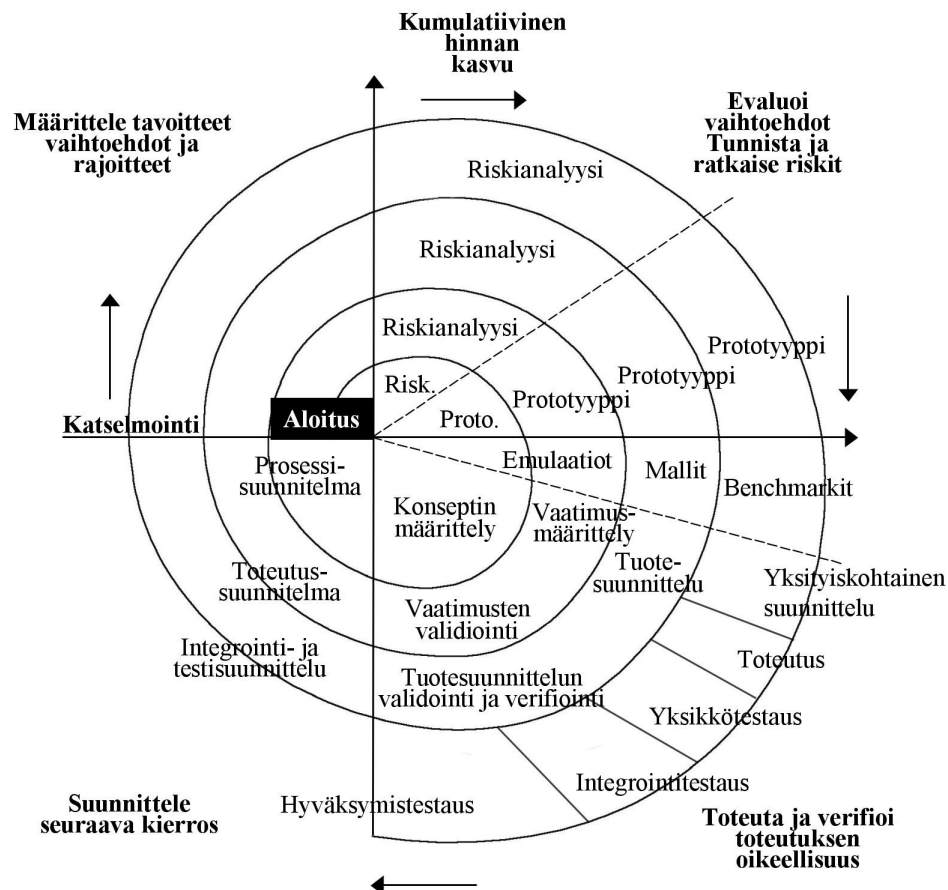 Kumulatiivinen
hinnan
kasvu
Määrittele tavoitteet
vaihtoehdot ja
rajoitteet
Evaluoi
vaihtoehdot
Tunnista ja
ratkaise riskit
Riskianalyysi
Riskianalyysi
Riskianalyysi
Risk.
Prototyyppi
Prototyyppi
Prototyyppi
Proto.
Katselmointi
Aloitus
Emulaatiot
Mallit
Benchmarkit
Prosessi-
suunnitelma
Konseptin
määrittely
Vaatimus-
määrittely
Tuote-
suunnittelu
Yksityiskohtainen
suunnittelu
Toteutus-
suunnitelma
Vaatimusten
validiointi
Integrointi- ja
testisuunnittelu
Tuotesuunnittelun
validointi ja verifiointi
Toteutus
Yksikkötestaus
Integrointitestaus
Hyväksymistestaus
Suunnittele
seuraava kierros
Toteuta ja verifioi
toteutuksen
oikeellisuus